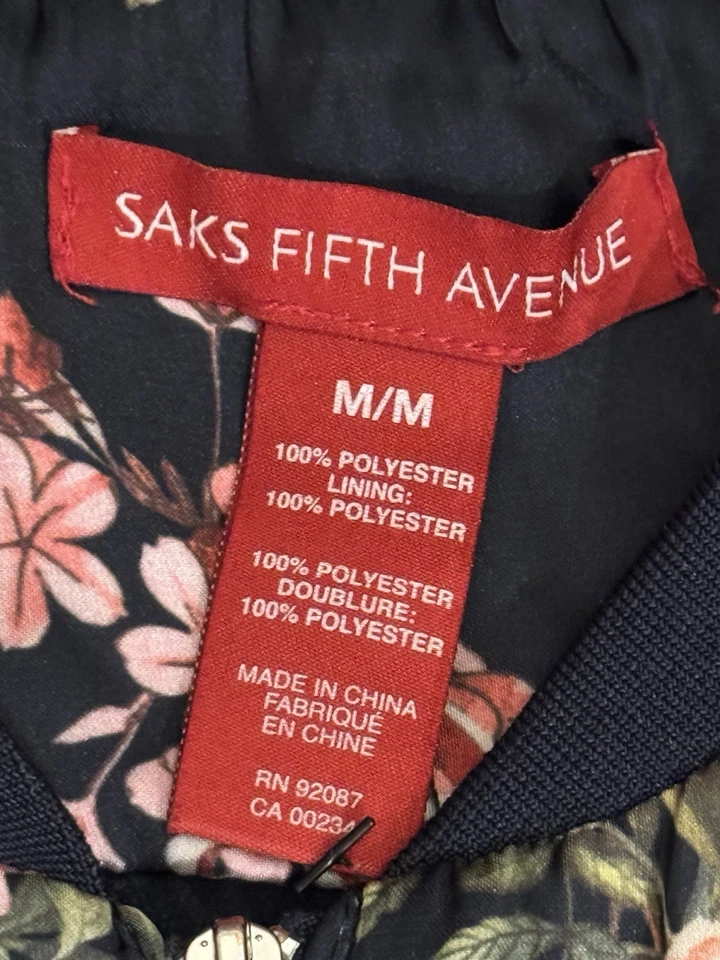 SAKS FIFTH AVENUE
M/M
100% POLYESTER
LINING:
100% POLYESTER
100% POLYESTER
DOUBLURE:
100% POLYESTER
MADE IN CHINA
FABRIQUÉ
EN CHINE
RN 92087
CA